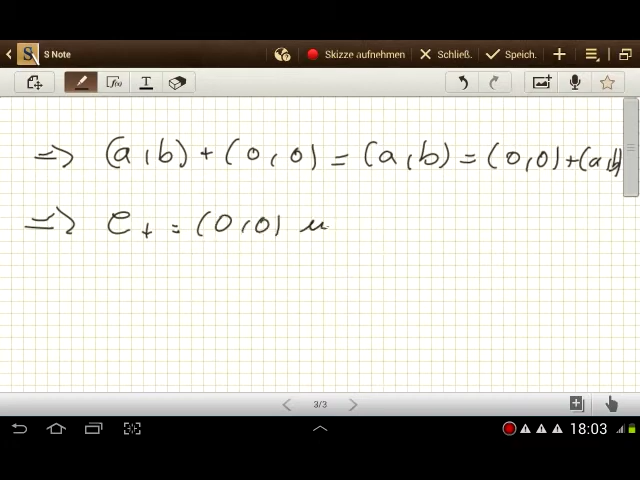 S Note
Skizze aufnehmen
Schließ.
Speich.
f(x)
T
=> (a,b) + (0,0) = (a,b) = (0,0)+(a,b)
=> e+ = (0,0)
3/3
18:03